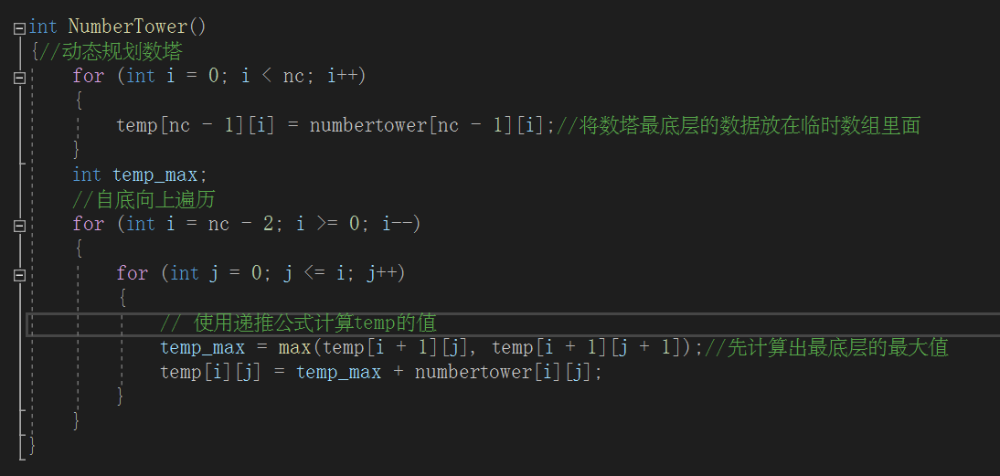 int NumberTower()
{//动态规划数塔
for (int i = 0; i < nc; i++)
{
temp[nc - 1][i] = numbertower[nc - 1][i];//将数塔最底层的数据放在临时数组里面
}
int temp_max;
//自底向上遍历
for (int i = nc - 2; i >= 0; i--)
{
for (int j = 0; j <= i; j++)
{
// 使用递推公式计算temp的值
temp_max = max(temp[i + 1][j], temp[i + 1][j + 1]);//先计算出最底层的最大值
temp[i][j] = temp_max + numbertower[i][j];
}
}
}